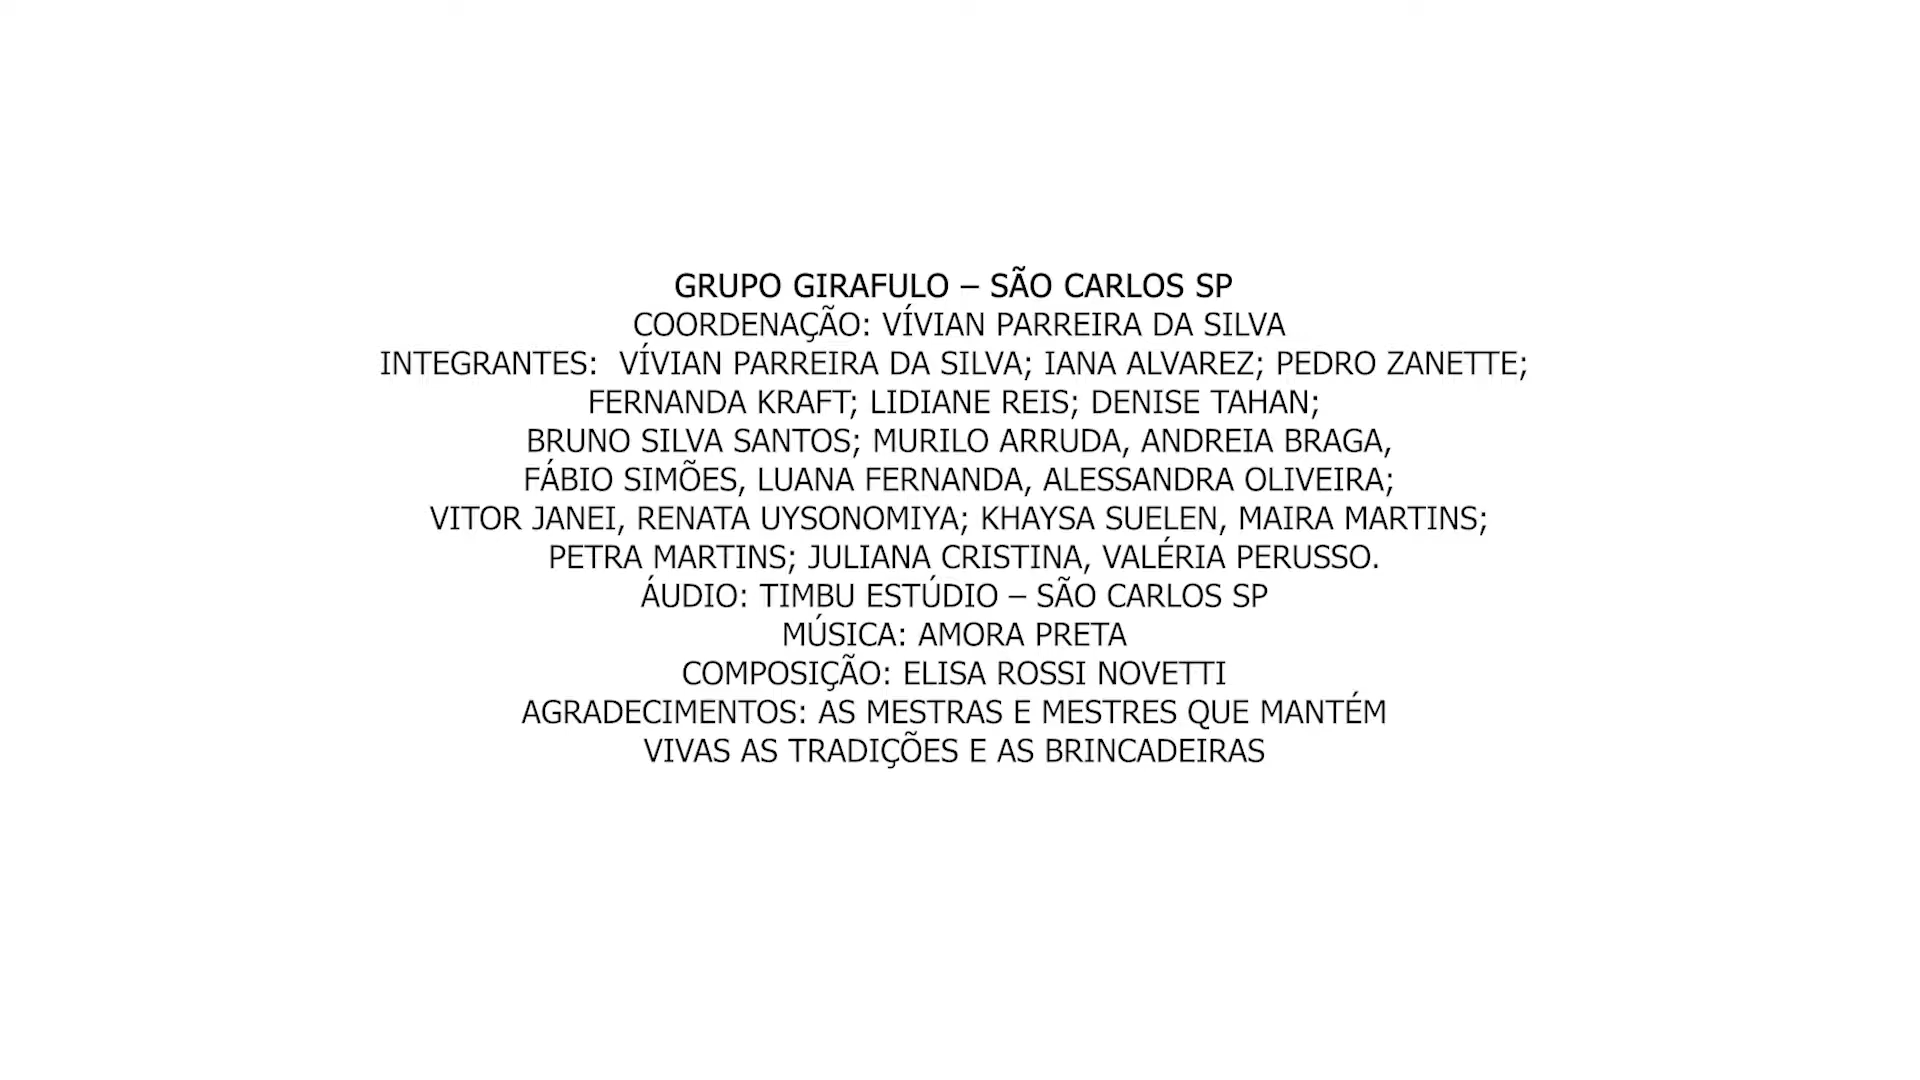 GRUPO GIRAFULO – SÃO CARLOS SP
COORDENAÇÃO: VÍVIAN PARREIRA DA SILVA
INTEGRANTES:  VÍVIAN PARREIRA DA SILVA; IANA ALVAREZ; PEDRO ZANETTE;
FERNANDA KRAFT; LIDIANE REIS; DENISE TAHAN;
BRUNO SILVA SANTOS; MURILO ARRUDA, ANDREIA BRAGA,
FÁBIO SIMÕES, LUANA FERNANDA, ALESSANDRA OLIVEIRA;
VITOR JANEI, RENATA UYSONOMIYA; KHAYSA SUELEN, MAIRA MARTINS;
PETRA MARTINS; JULIANA CRISTINA, VALÉRIA PERUSSO.
ÁUDIO: TIMBU ESTÚDIO – SÃO CARLOS SP
MÚSICA: AMORA PRETA
COMPOSIÇÃO: ELISA ROSSI NOVETTI
AGRADECIMENTOS: AS MESTRAS E MESTRES QUE MANTÉM
VIVAS AS TRADIÇÕES E AS BRINCADEIRAS